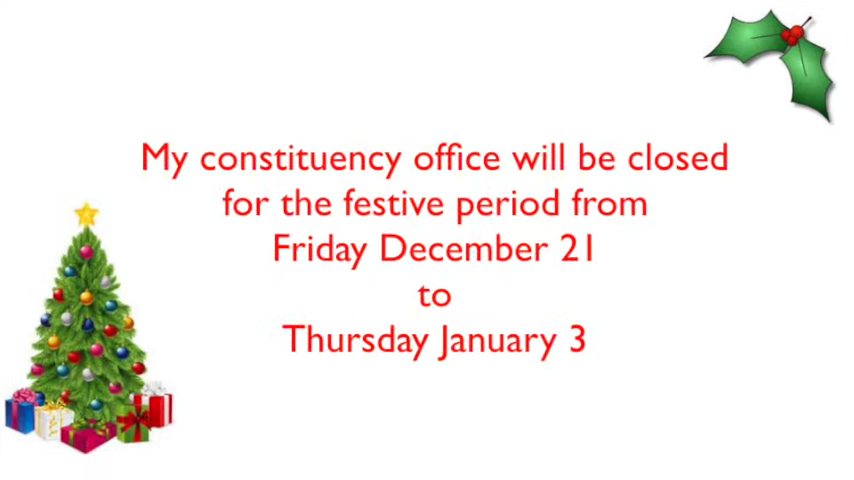 My constituency office will be closed
for the festive period from
Friday December 21
to
Thursday January 3